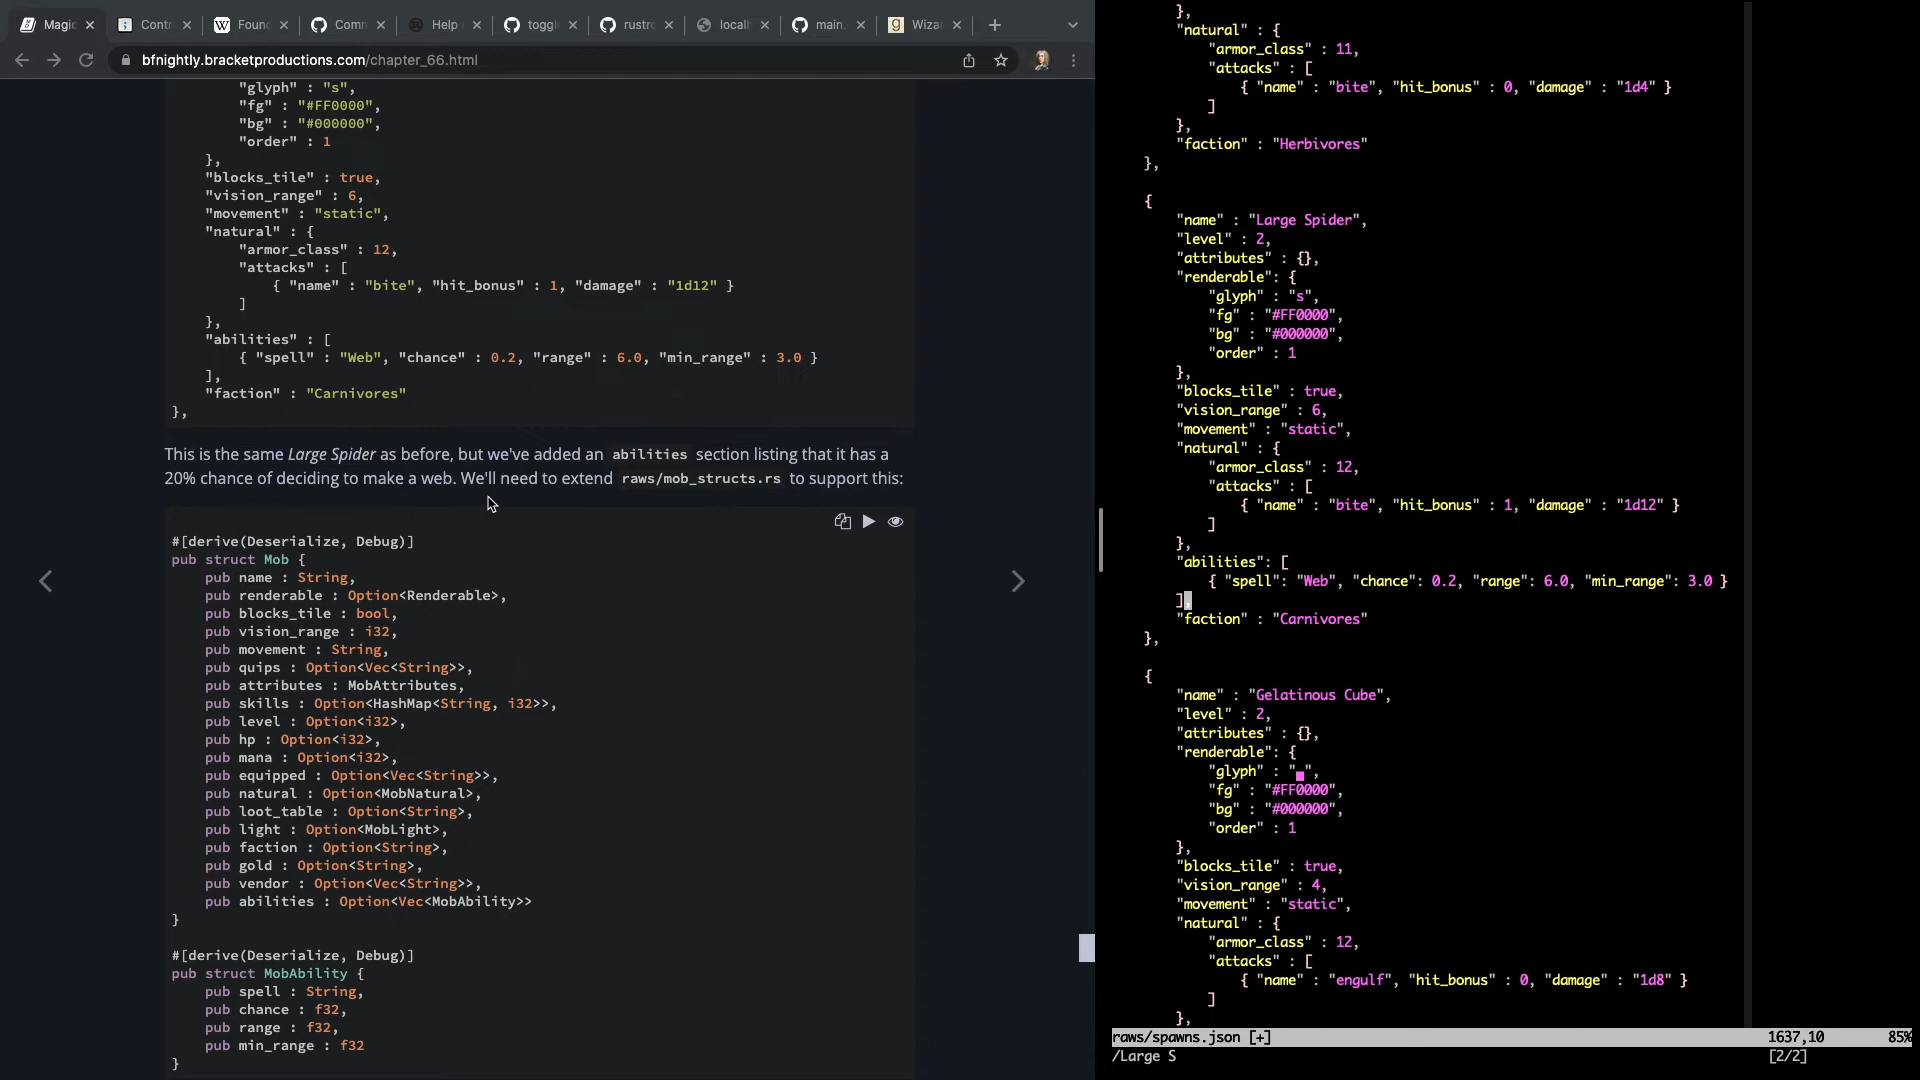 Magic
Contr
Found
Comm
Help
toggl
rustro
localh
main.
Wizar
bfnightly.bracketproductions.com/chapter_66.html
"glyph" : "s",
"fg" : "#FF0000",
"bg" : "#000000",
"order" : 1
},
"blocks_tile" : true,
"vision_range" : 6,
"movement" : "static",
"natural" : {
"armor_class" : 12,
"attacks" : [
{ "name" : "bite", "hit_bonus" : 1, "damage" : "1d12" }
]
},
"abilities" : [
{ "spell" : "Web", "chance" : 0.2, "range" : 6.0, "min_range" : 3.0 }
],
"faction" : "Carnivores"
},
This is the same Large Spider as before, but we've added an abilities section listing that it has a
20% chance of deciding to make a web. We'll need to extend raws/mob_structs.rs to support this:
#[derive(Deserialize, Debug)]
pub struct Mob {
pub name : String,
pub renderable : Option<Renderable>,
pub blocks_tile : bool,
pub vision_range : i32,
pub movement : String,
pub quips : Option<Vec<String>>,
pub attributes : MobAttributes,
pub skills : Option<HashMap<String, i32>>,
pub level : Option<i32>,
pub hp : Option<i32>,
pub mana : Option<i32>,
pub equipped : Option<Vec<String>>,
pub natural : Option<MobNatural>,
pub loot_table : Option<String>,
pub light : Option<MobLight>,
pub faction : Option<String>,
pub gold : Option<String>,
pub vendor : Option<Vec<String>>,
pub abilities : Option<Vec<MobAbility>>
}
#[derive(Deserialize, Debug)]
pub struct MobAbility {
pub spell : String,
pub chance : f32,
pub range : f32,
pub min_range : f32
}
},
"natural" : {
"armor_class" : 11,
"attacks" : [
{ "name" : "bite", "hit_bonus" : 0, "damage" : "1d4" }
]
},
"faction" : "Herbivores"
},
{
"name" : "Large Spider",
"level" : 2,
"attributes" : {},
"renderable": {
"glyph" : "s",
"fg" : "#FF0000",
"bg" : "#000000",
"order" : 1
},
"blocks_tile" : true,
"vision_range" : 6,
"movement" : "static",
"natural" : {
"armor_class" : 12,
"attacks" : [
{ "name" : "bite", "hit_bonus" : 1, "damage" : "1d12" }
]
},
"abilities": [
{ "spell": "Web", "chance": 0.2, "range": 6.0, "min_range": 3.0 }
],
"faction" : "Carnivores"
},
{
"name" : "Gelatinous Cube",
"level" : 2,
"attributes" : {},
"renderable": {
"glyph" : "▄",
"fg" : "#FF0000",
"bg" : "#000000",
"order" : 1
},
"blocks_tile" : true,
"vision_range" : 4,
"movement" : "static",
"natural" : {
"armor_class" : 12,
"attacks" : [
{ "name" : "engulf", "hit_bonus" : 0, "damage" : "1d8" }
]
},
raws/spawns.json [+] 1637,10 85%
/Large S [2/2]